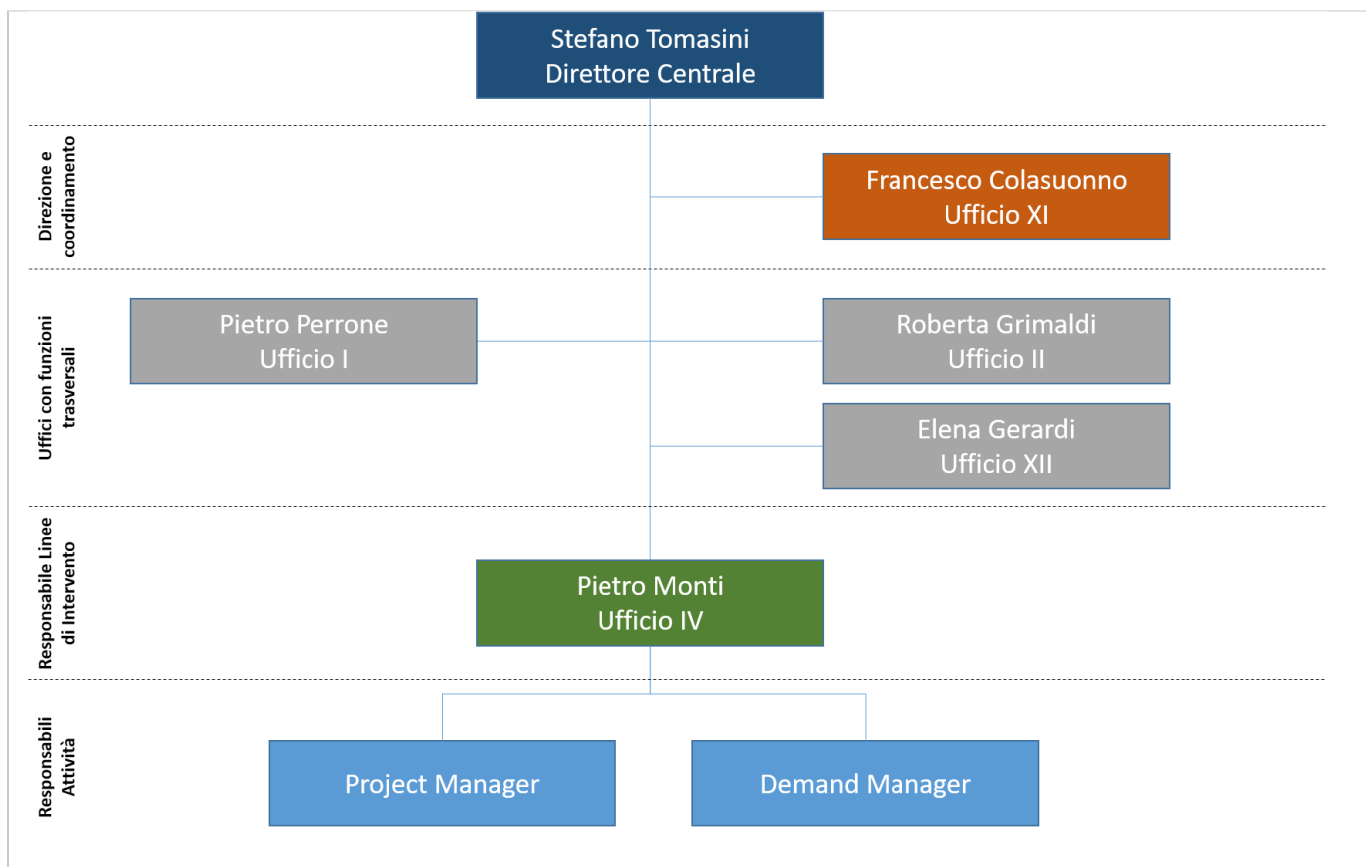 Stefano Tomasini
Direttore Centrale
Direzione e
coordinamento
Francesco Colasuonno
Ufficio XI
Uffici con funzioni
trasversali
Pietro Perrone
Ufficio I
Roberta Grimaldi
Ufficio II
Elena Gerardi
Ufficio XII
Responsabile Linee
di Intervento
Pietro Monti
Ufficio IV
Responsabili
Attività
Project Manager
Demand Manager